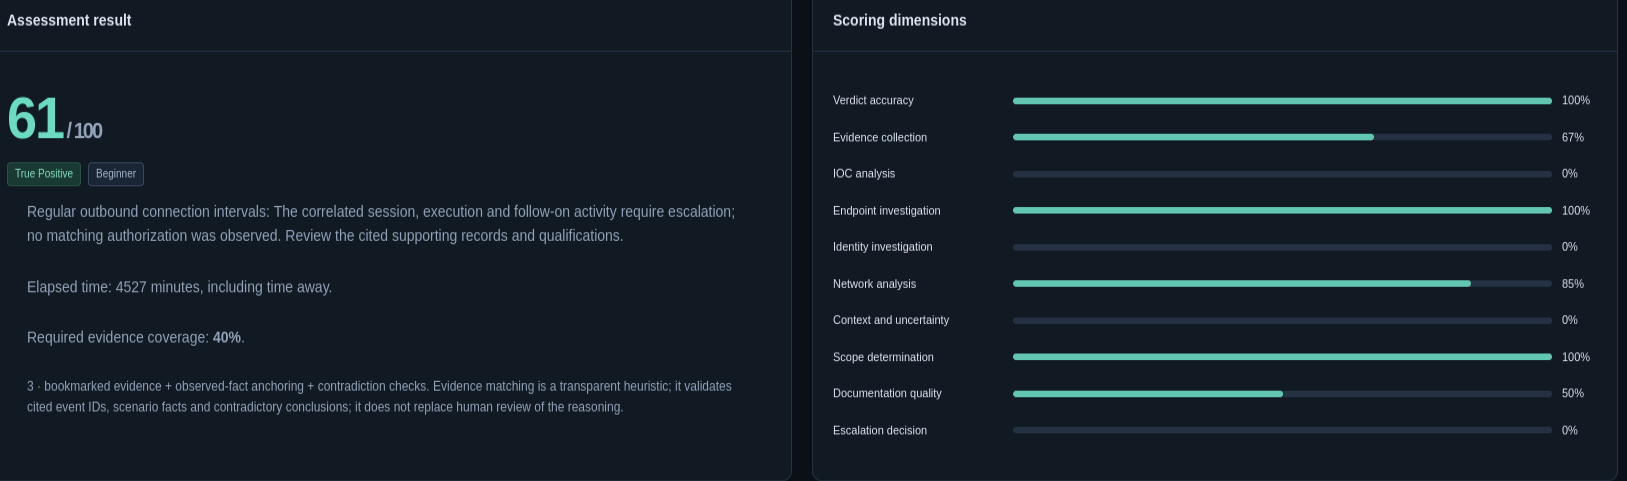 Assessment result
61 / 100
True Positive
Beginner
Regular outbound connection intervals: The correlated session, execution and follow-on activity require escalation;
no matching authorization was observed. Review the cited supporting records and qualifications.
Elapsed time: 4527 minutes, including time away.
Required evidence coverage: 40%.
3 · bookmarked evidence + observed-fact anchoring + contradiction checks. Evidence matching is a transparent heuristic; it validates
cited event IDs, scenario facts and contradictory conclusions; it does not replace human review of the reasoning.
Scoring dimensions
Verdict accuracy 100%
Evidence collection 67%
IOC analysis 0%
Endpoint investigation 100%
Identity investigation 0%
Network analysis 85%
Context and uncertainty 0%
Scope determination 100%
Documentation quality 50%
Escalation decision 0%